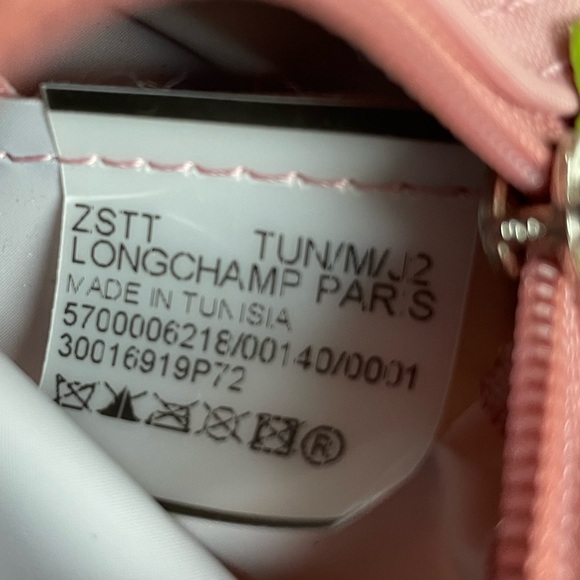 ZSTT TUN/M/J2
LONGCHAMP PARIS
MADE IN TUNISIA
5700006218/00140/0001
30016919P72
®